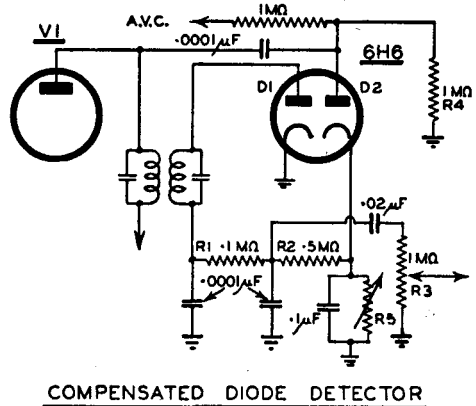 1MΩ
V1
A.V.C.
.0001μF
6H6
D1
D2
1MΩ
R4
.02μF
R1 .1MΩ
R2 .5MΩ
1MΩ
.0001μF
R3
.1μF
R5
COMPENSATED DIODE DETECTOR